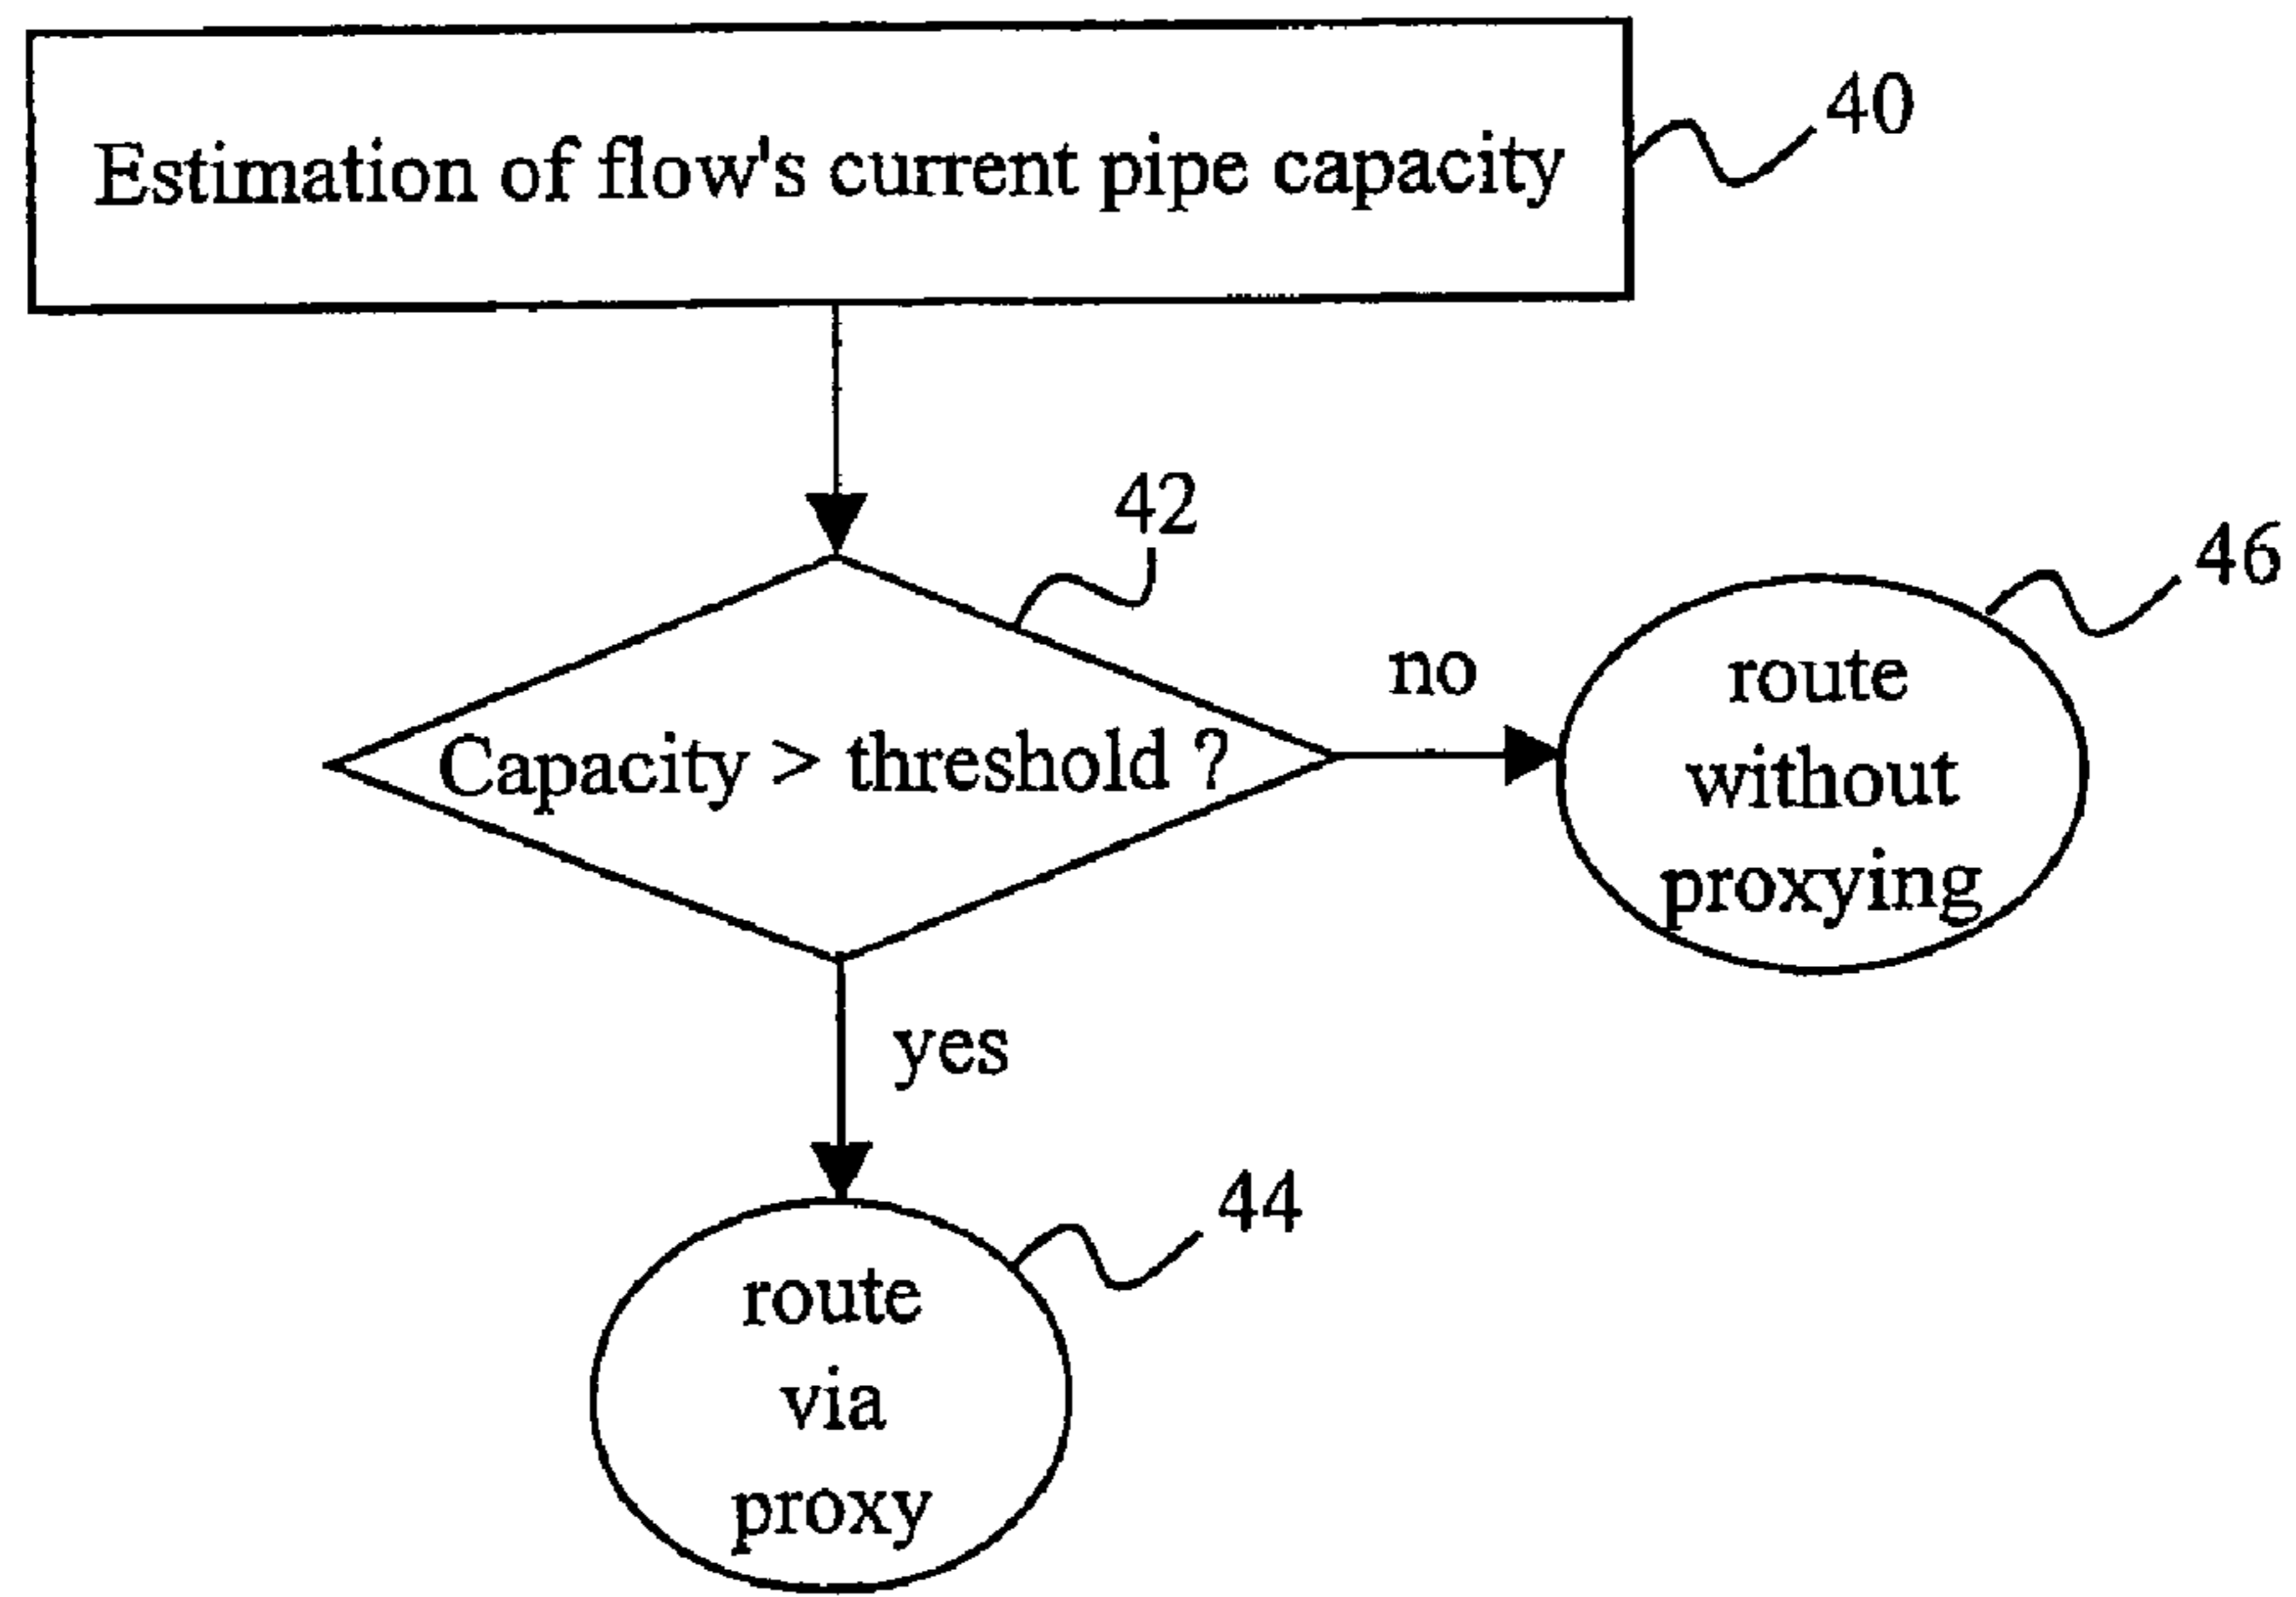 Estimation of flow's current pipe capacity
40
42
Capacity > threshold ?
no
46
route
without
proxying
yes
44
route
via
proxy